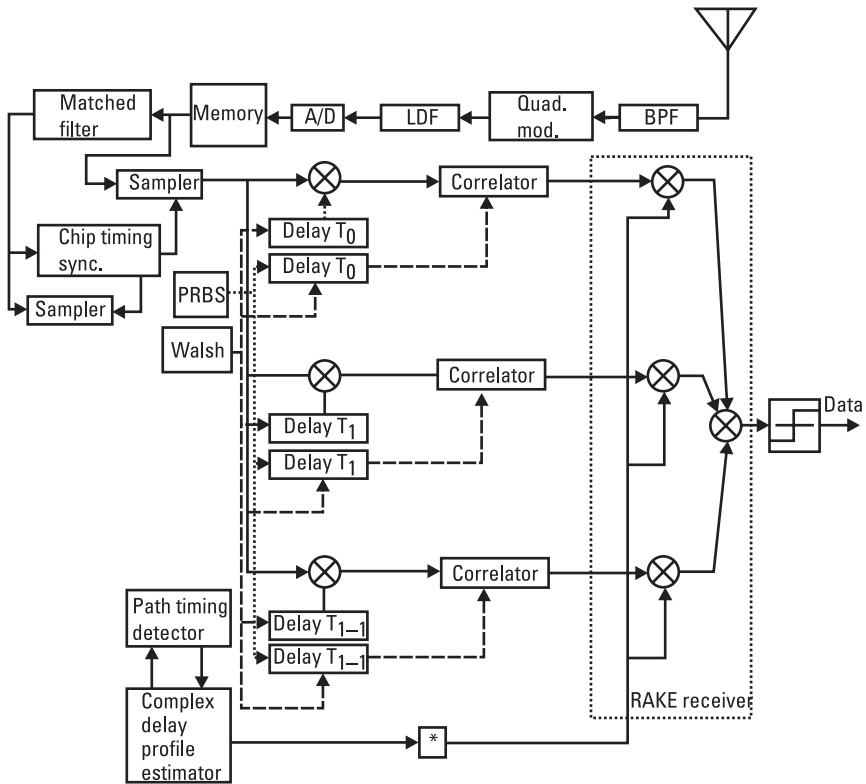 Matched
filter
Memory
A/D
LDF
Quad.
mod.
BPF
Sampler
Correlator
Delay T0
Chip timing
sync.
Delay T0
PRBS
Sampler
Walsh
Correlator
Data
Delay T1
Delay T1
Correlator
Path timing
detector
Delay T1–1
Delay T1–1
RAKE receiver
Complex
delay
profile
estimator
*